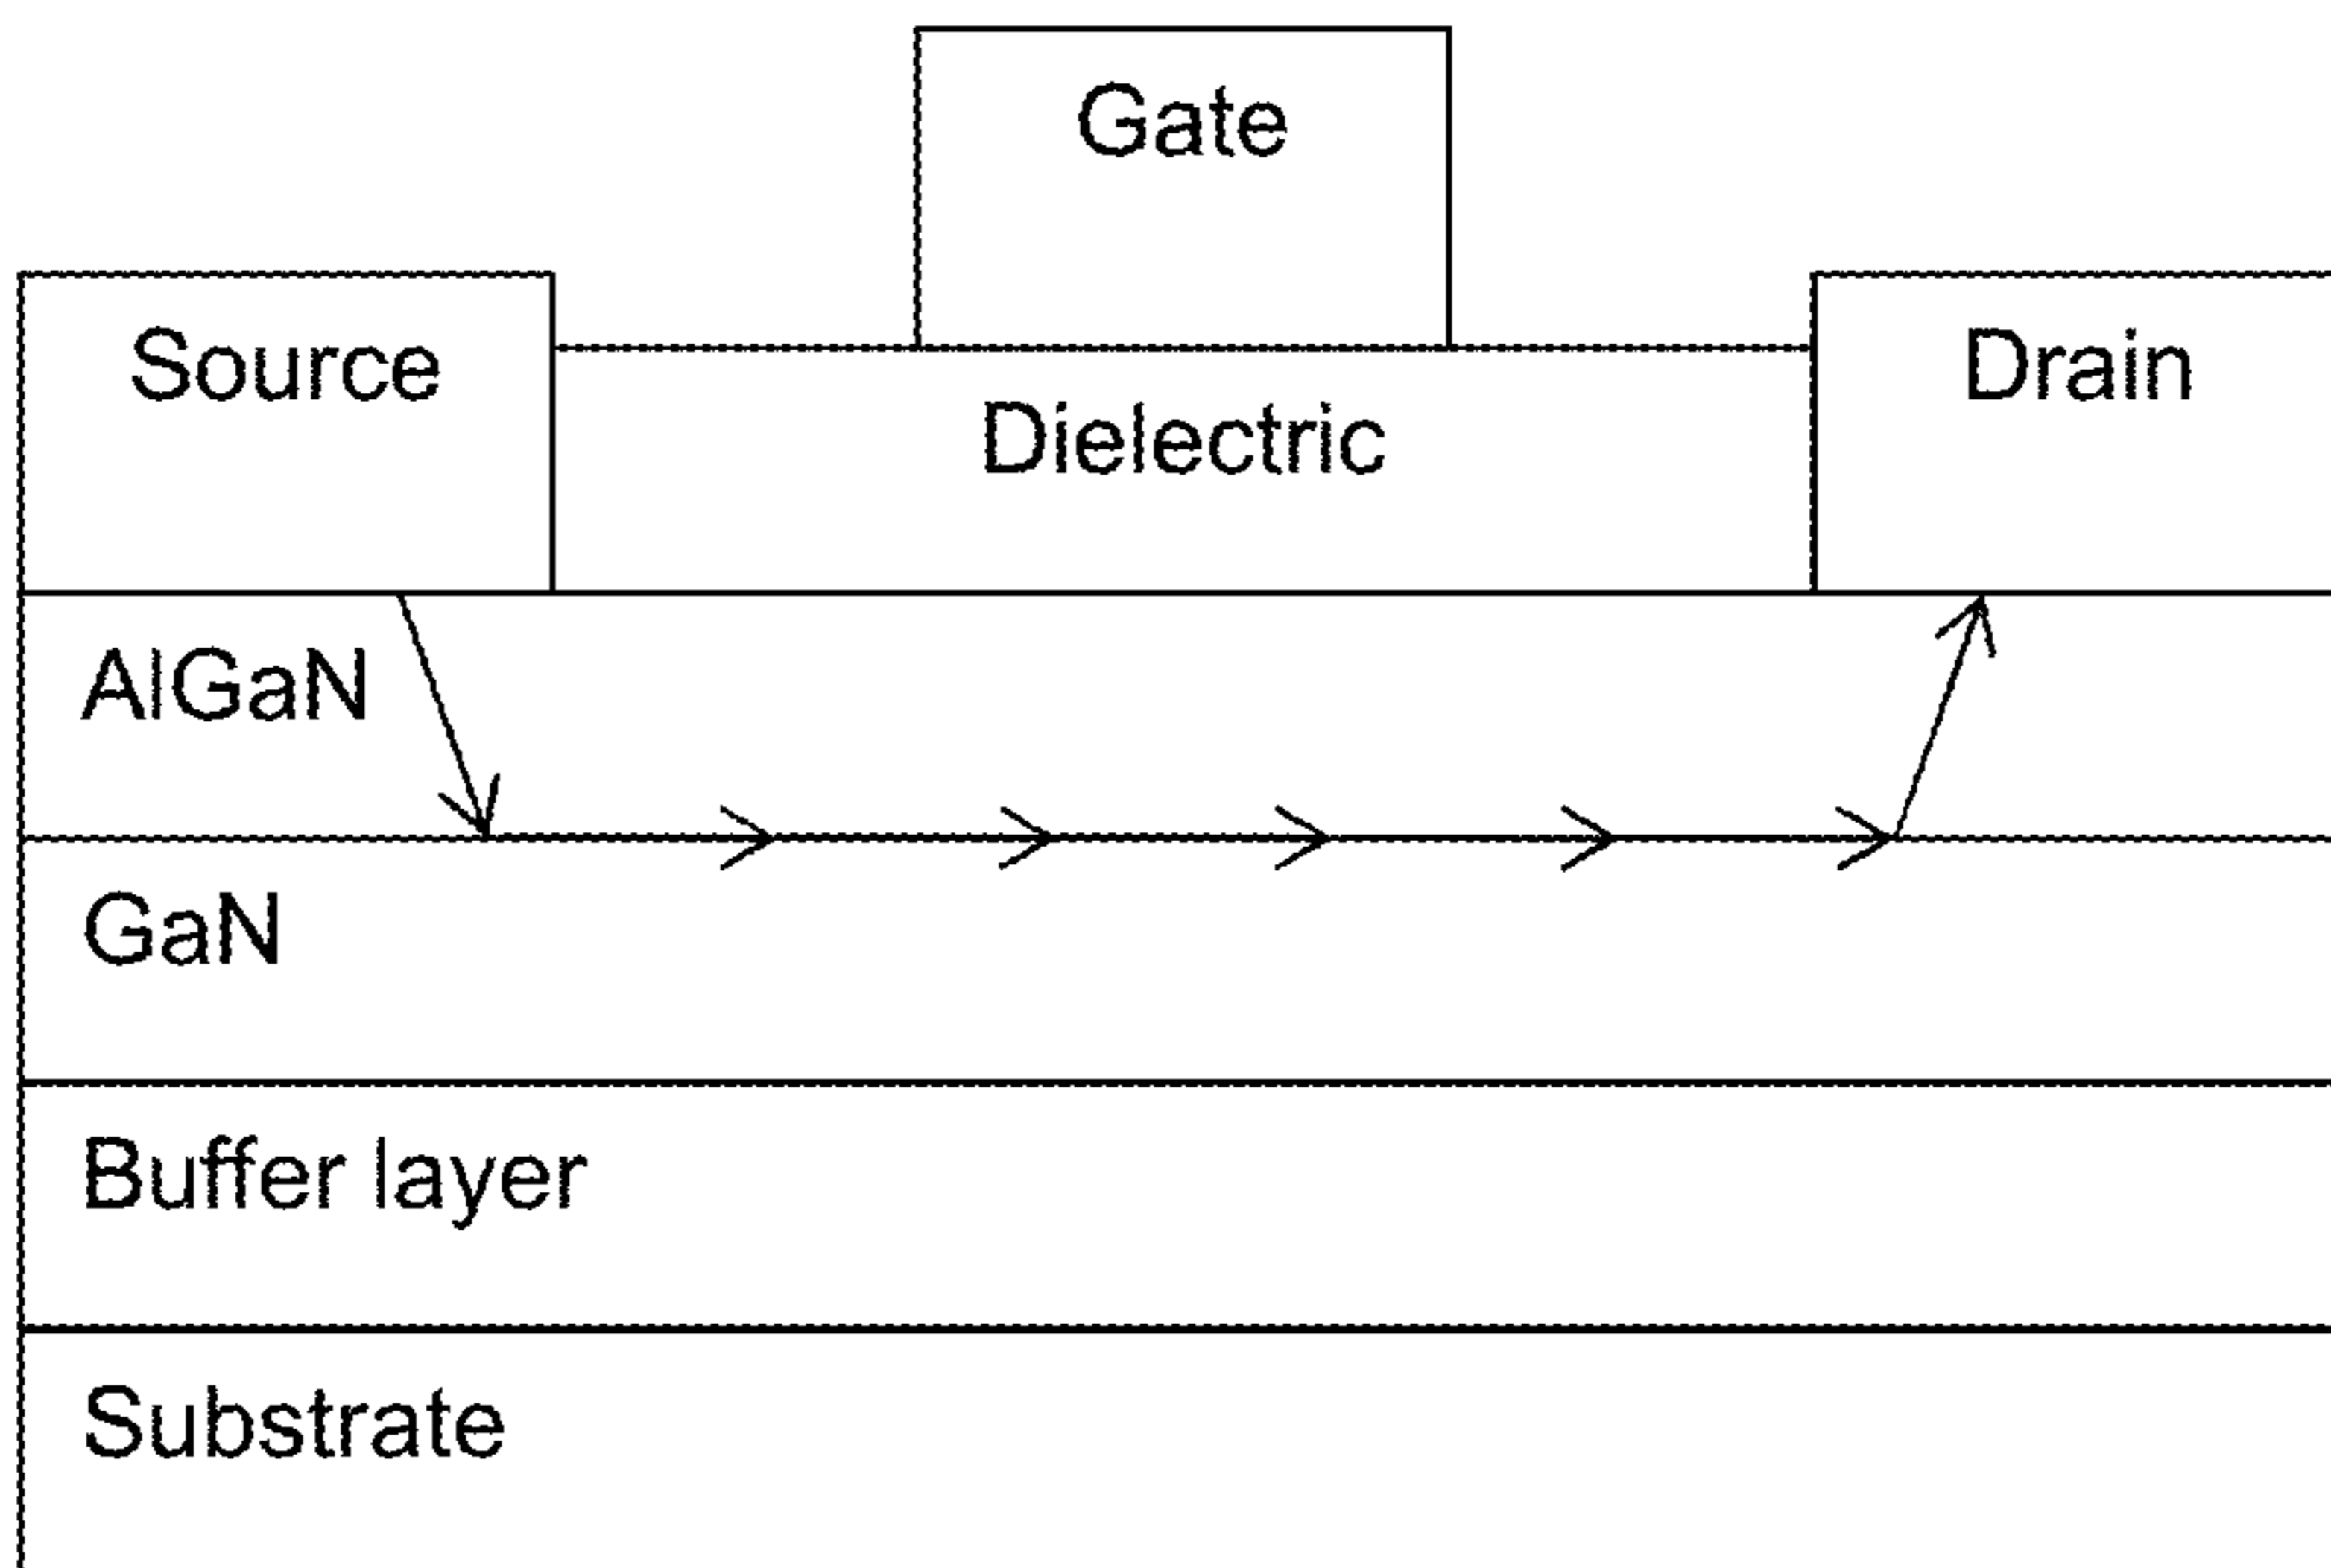 Gate
Source
Drain
Dielectric
AlGaN
GaN
Buffer layer
Substrate